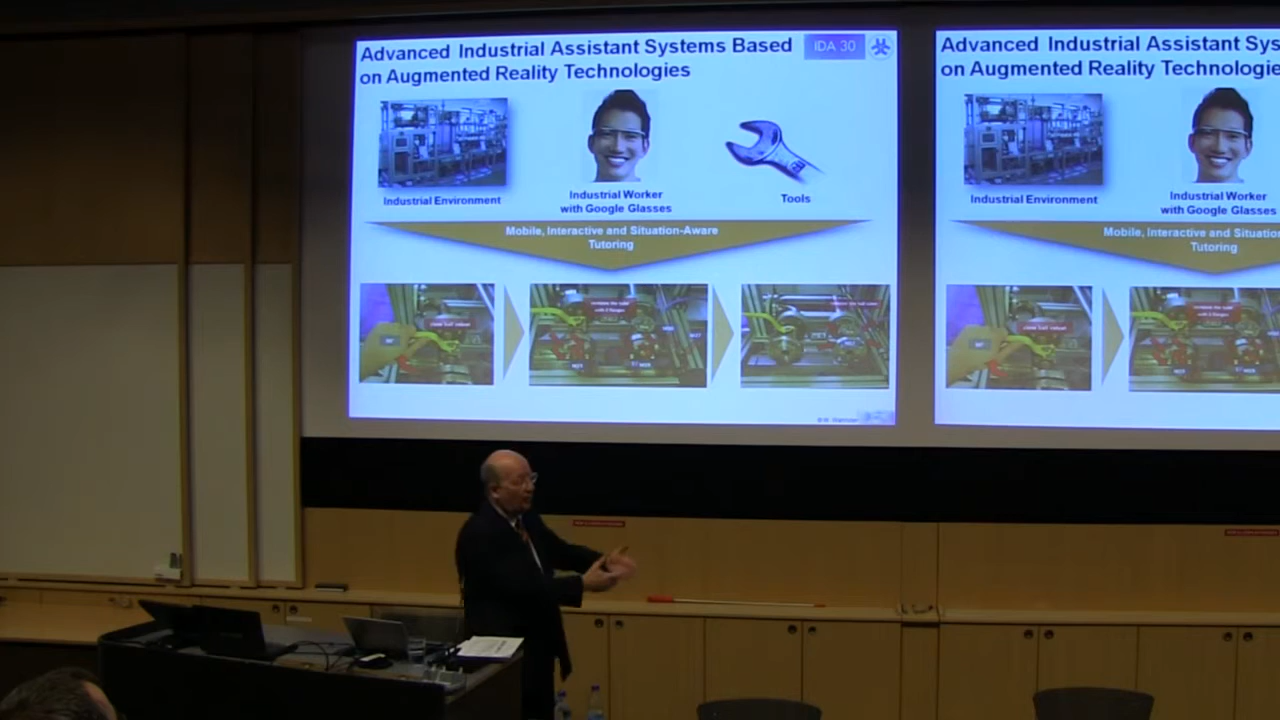 Advanced Industrial Assistant Systems Based
on Augmented Reality Technologies
IDA 30
Industrial Environment
Industrial Worker
with Google Glasses
Tools
Mobile, Interactive and Situation-Aware
Tutoring
Advanced Industrial Assistant Sys
on Augmented Reality Technologie
Industrial Environment
Industrial Worker
with Google Glasses
Mobile, Interactive and Situation
Tutoring